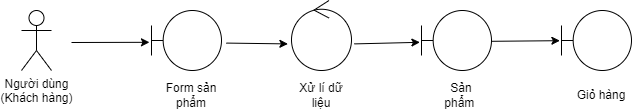 Người dùng
(Khách hàng)
Form sản
phẩm
Xử lí dữ
liệu
Sản
phẩm
Giỏ hàng